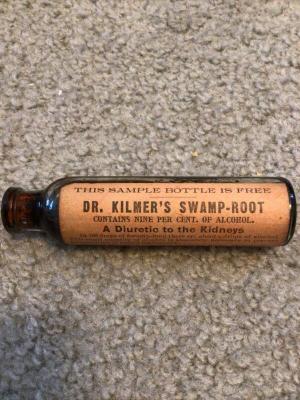 THIS SAMPLE BOTTLE IS FREE
DR. KILMER'S SWAMP-ROOT
CONTAINS NINE PER CENT. OF ALCOHOL.
A Diuretic to the Kidneys